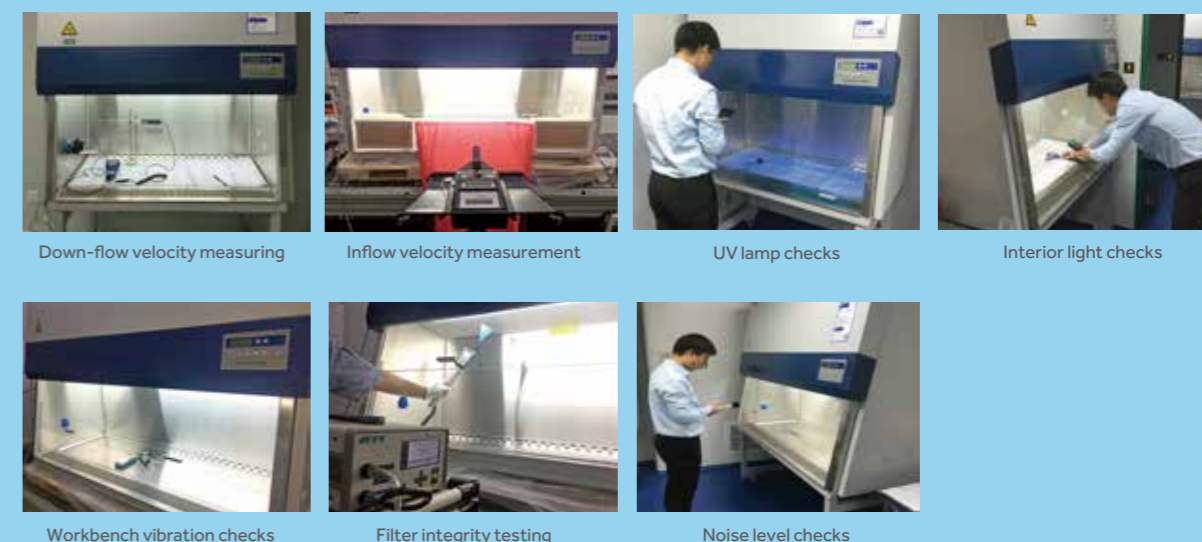 Down-flow velocity measuring
Inflow velocity measurement
UV lamp checks
Interior light checks
Workbench vibration checks
Filter integrity testing
Noise level checks